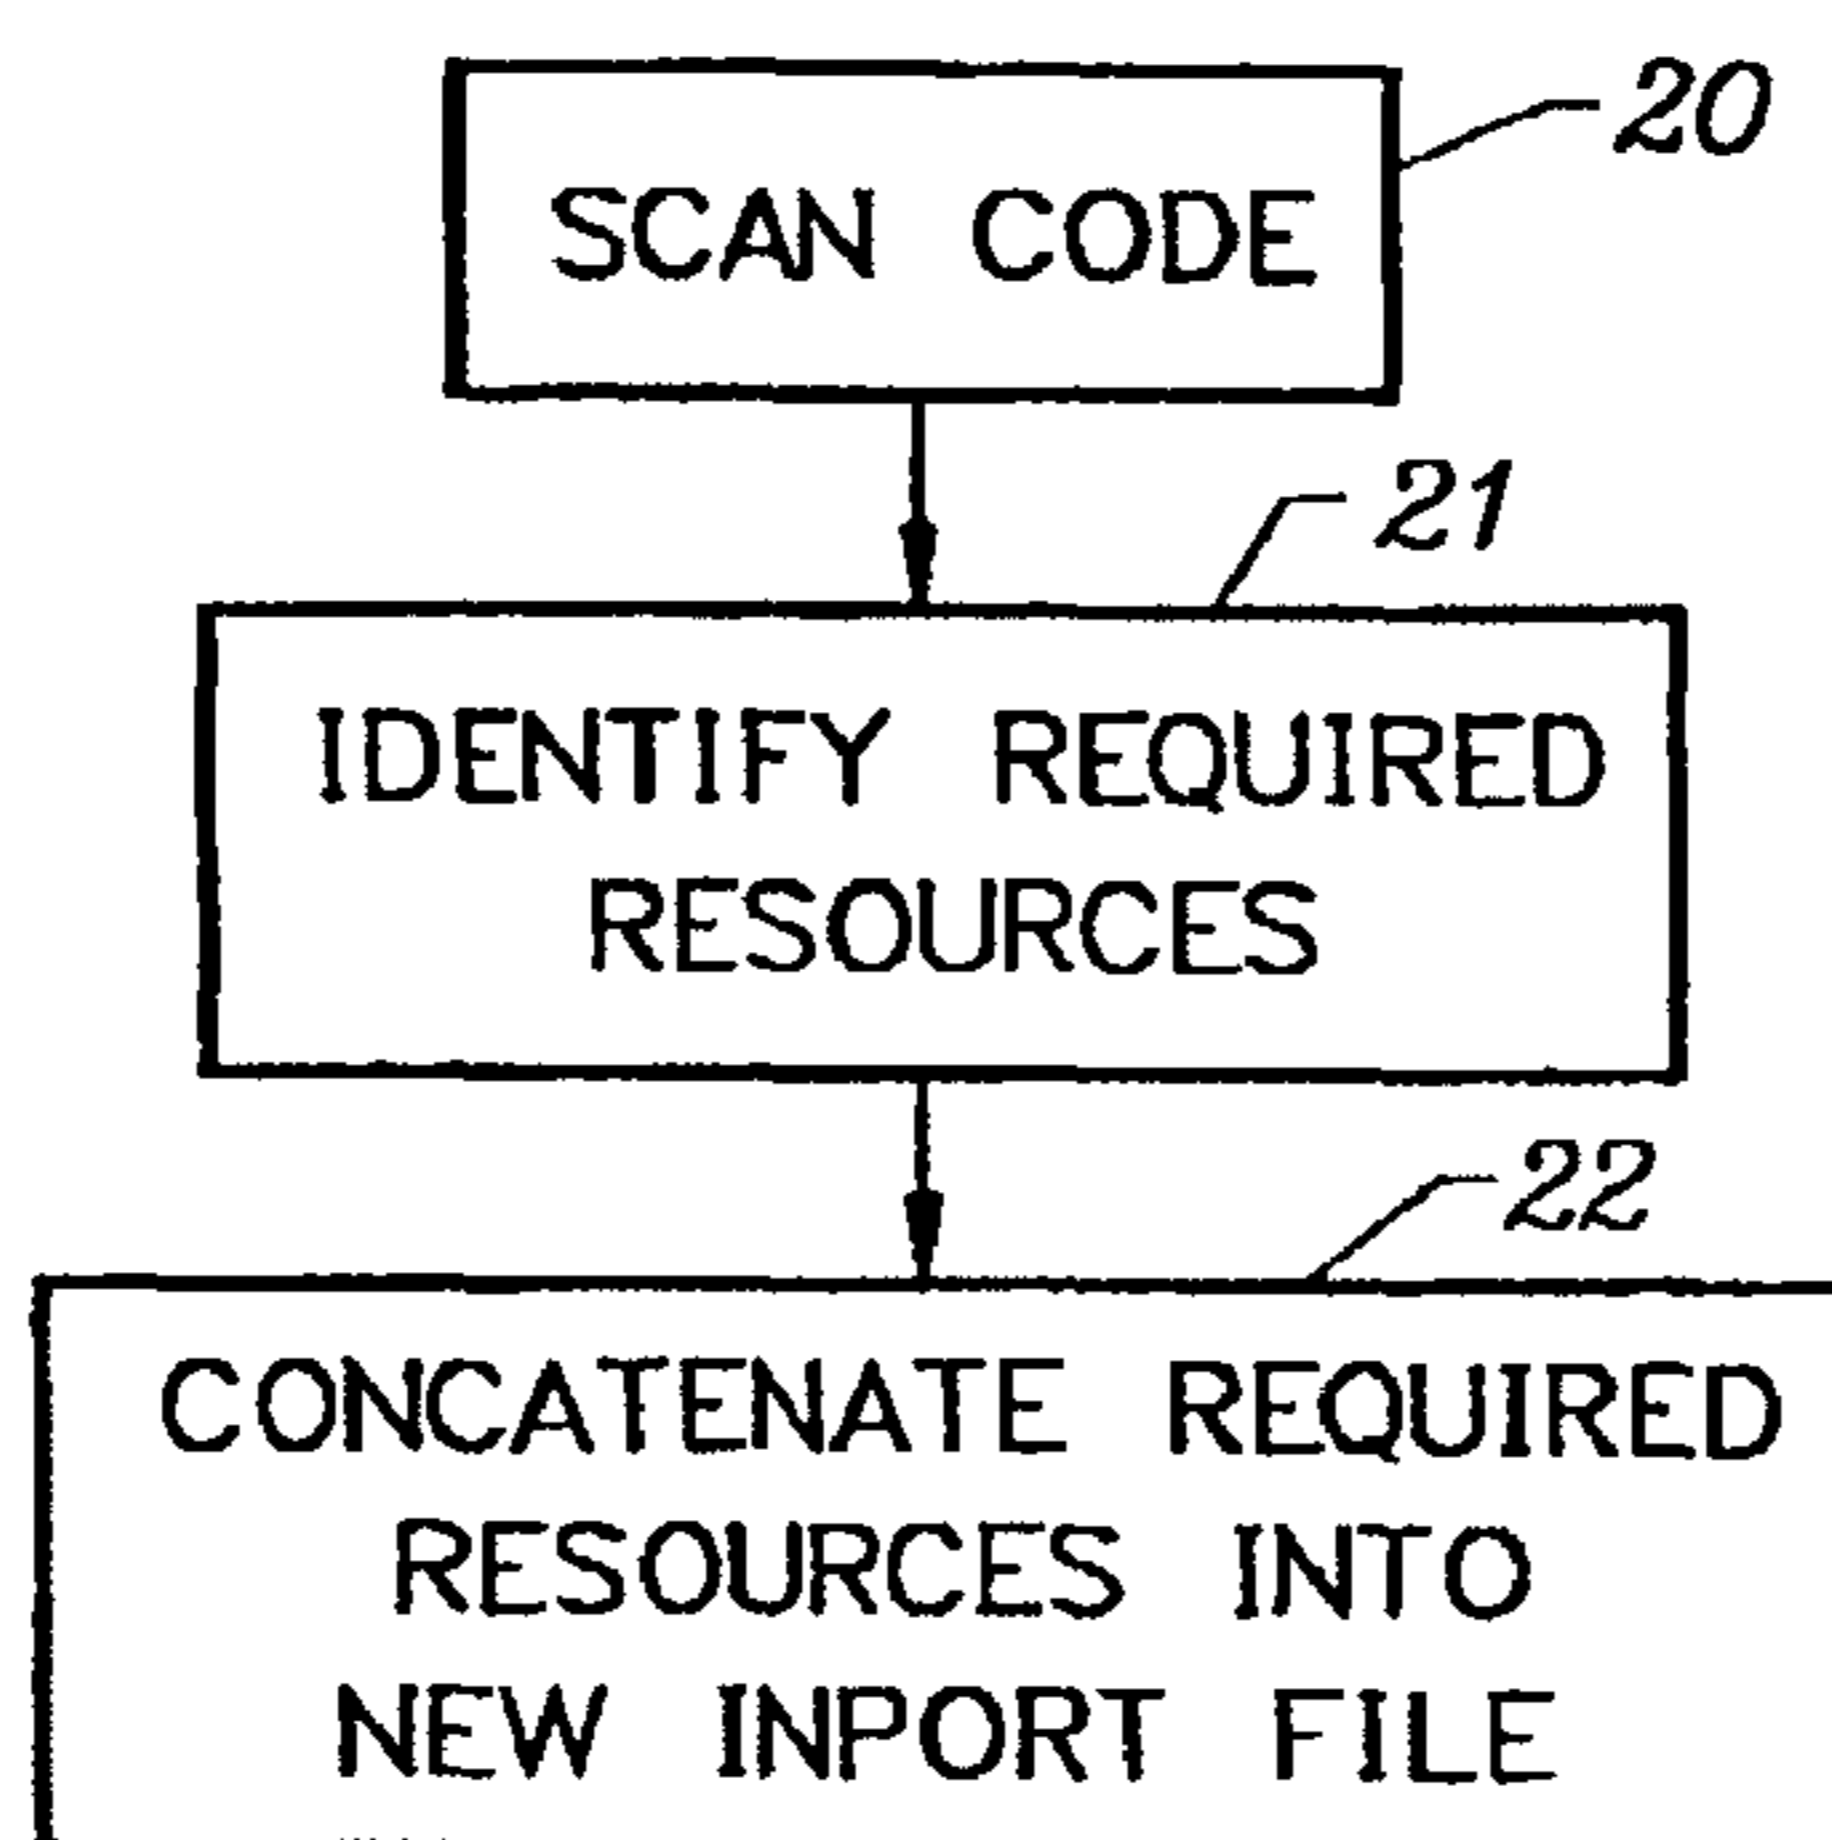 20
SCAN CODE
21
IDENTIFY REQUIRED
RESOURCES
22
CONCATENATE REQUIRED
RESOURCES INTO
NEW INPORT FILE